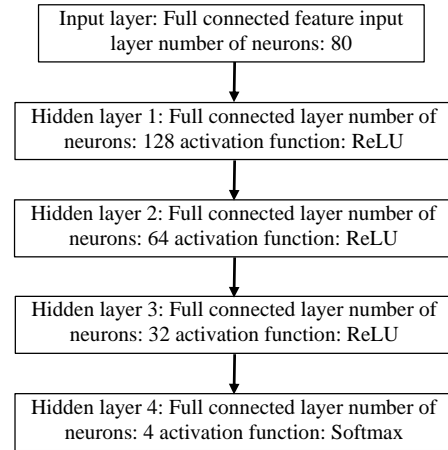 Input layer: Full connected feature input
layer number of neurons: 80
Hidden layer 1: Full connected layer number of
neurons: 128 activation function: ReLU
Hidden layer 2: Full connected layer number of
neurons: 64 activation function: ReLU
Hidden layer 3: Full connected layer number of
neurons: 32 activation function: ReLU
Hidden layer 4: Full connected layer number of
neurons: 4 activation function: Softmax